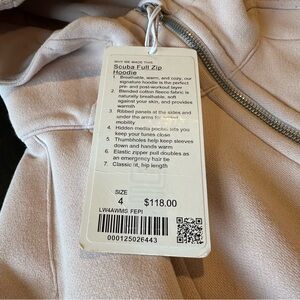 WHY WE MADE THIS
Scuba Full Zip
Hoodie
1. Breathable, warm, and cozy, our
signature hoodie is the perfect
pre- and post-workout layer
2. Blended cotton fleece fabric is
naturally breathable, soft
against your skin, and provides
warmth
3. Ribbed panels at the sides and
under the arms for
mobility
4. Hidden media pocket lets you
keep your tunes close
5. Thumbholes help keep sleeves
down and hands warm
6. Elastic zipper pull doubles as
an emergency hair tie
7. Classic fit, hip length
SIZE
4 $118.00
LW4AWMS FEPI
000125026443